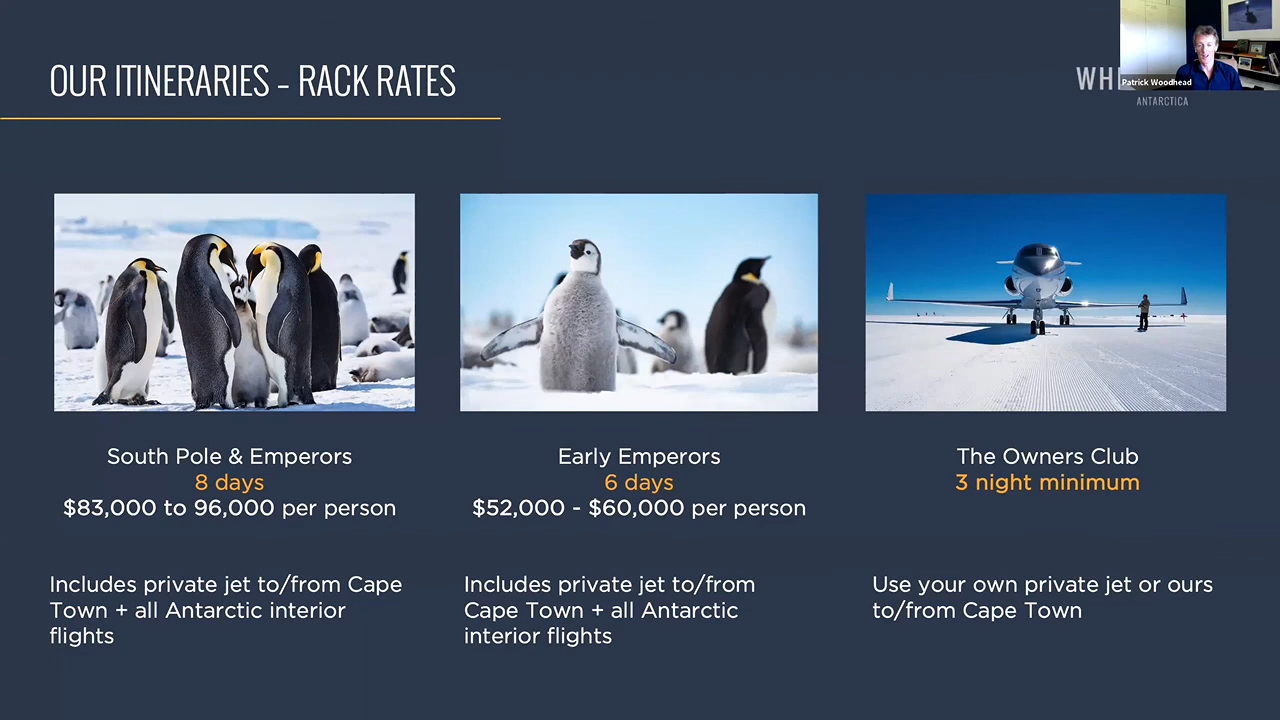 OUR ITINERARIES – RACK RATES
Patrick Woodhead
ANTARCTICA
South Pole & Emperors
8 days
$83,000 to 96,000 per person
Includes private jet to/from Cape
Town + all Antarctic interior
flights
Early Emperors
6 days
$52,000 - $60,000 per person
Includes private jet to/from
Cape Town + all Antarctic
interior flights
The Owners Club
3 night minimum
Use your own private jet or ours
to/from Cape Town